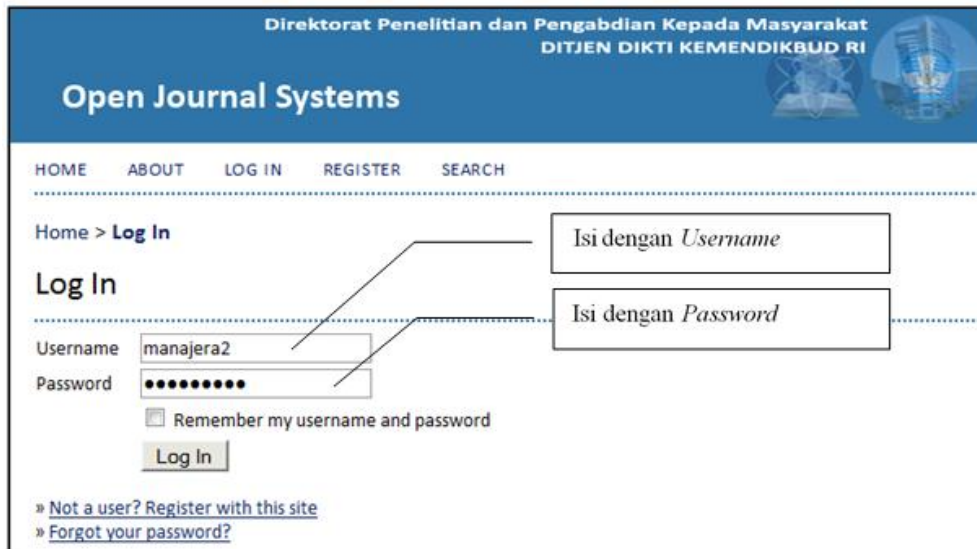 Direktorat Penelitian dan Pengabdian Kepada Masyarakat
DITJEN DIKTI KEMENDIKBUD RI
Open Journal Systems
HOME ABOUT LOG IN REGISTER SEARCH
Home > Log In
Isi dengan Username
Log In
Isi dengan Password
Username manajera2
Password •••••••••
Remember my username and password
Log In
» Not a user? Register with this site
» Forgot your password?